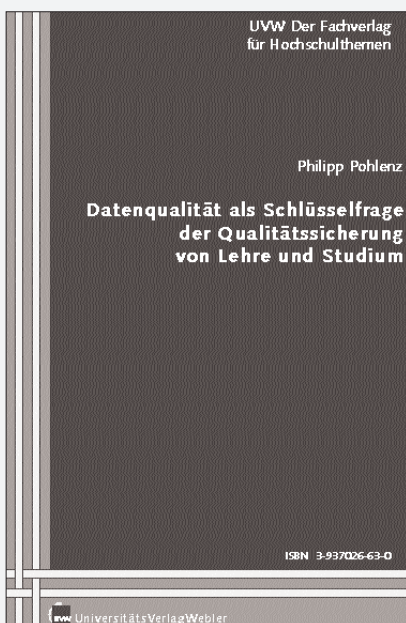 UVW Der Fachverlag
für Hochschulthemen
Philipp Pohlenz
Datenqualität als Schlüsselfrage
der Qualitätssicherung
von Lehre und Studium
ISBN 3-937026-63-0
UVW UniversitätsVerlagWebler